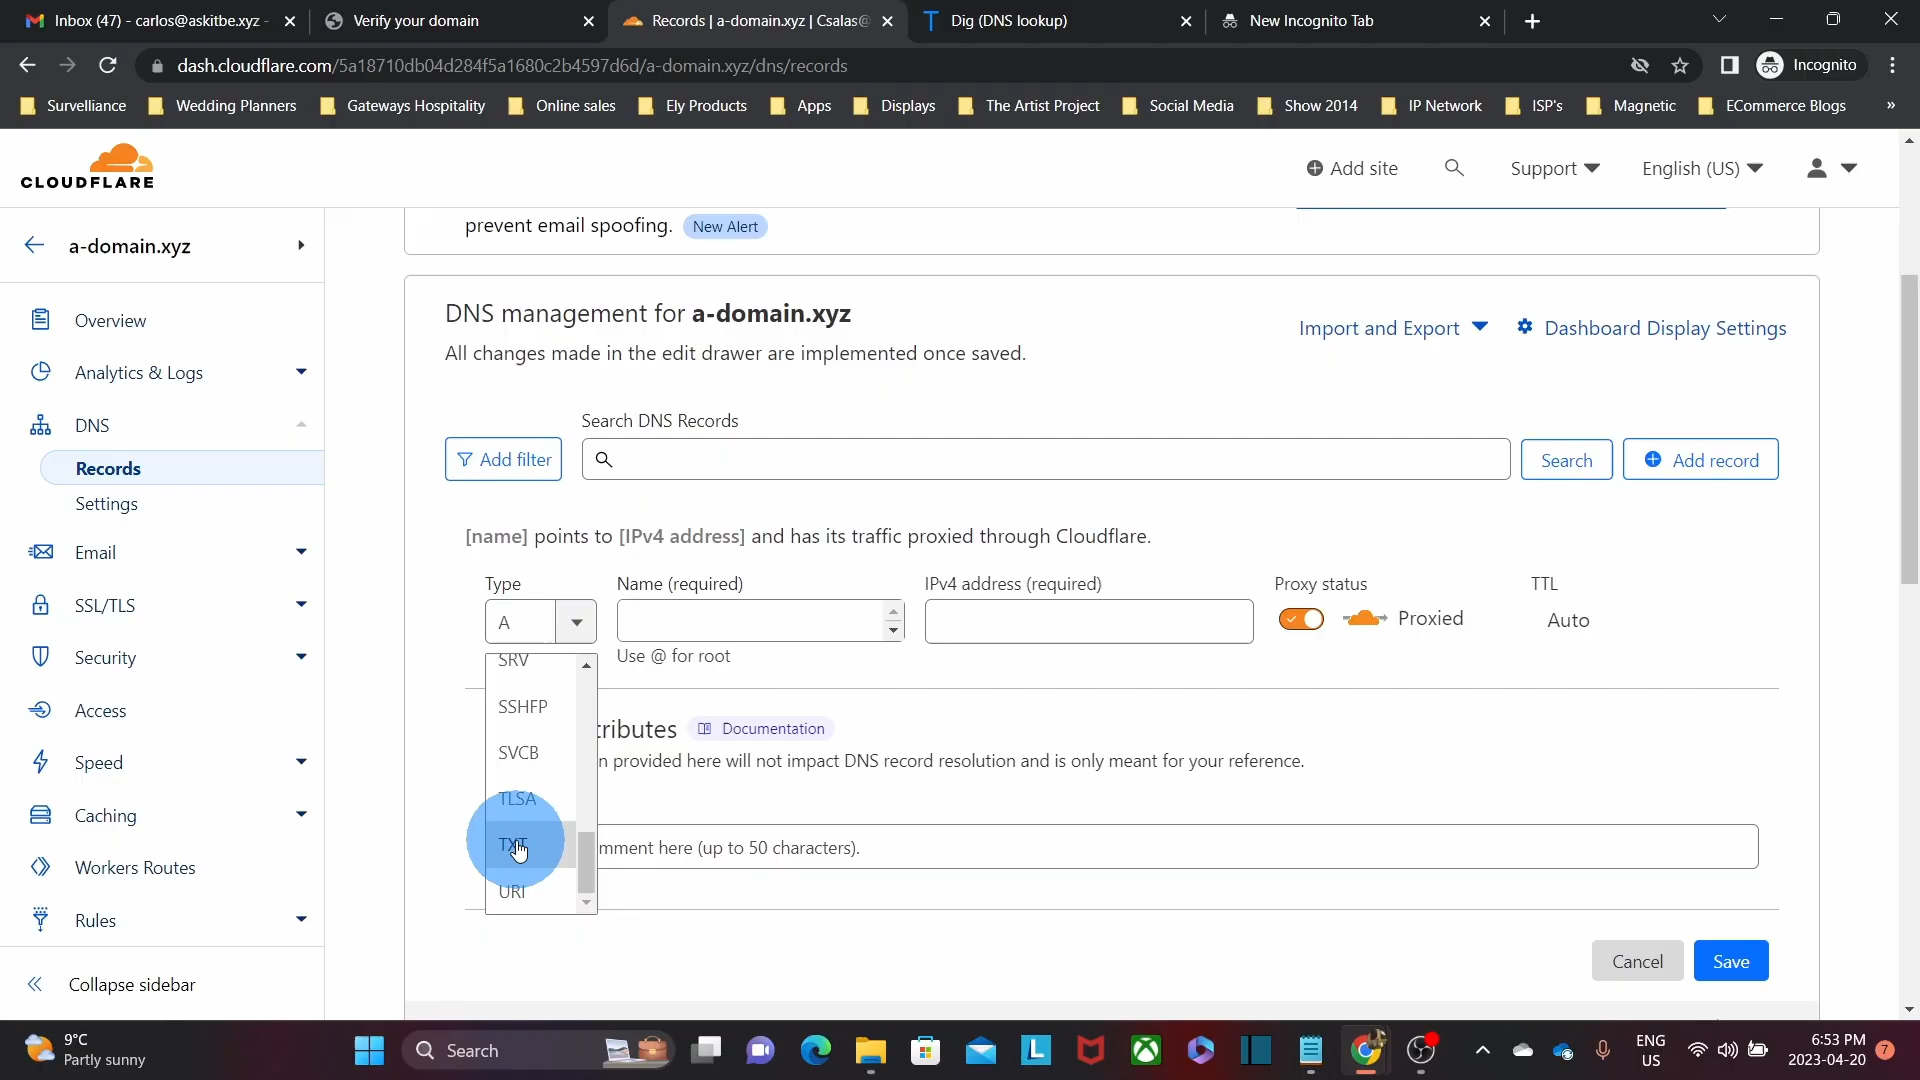 Inbox (47) - carlos@askitbe.xyz -
Verify your domain
Records | a-domain.xyz | Csalas@
Dig (DNS lookup)
New Incognito Tab
dash.cloudflare.com/5a18710db04d284f5a1680c2b4597d6d/a-domain.xyz/dns/records
Incognito
Survelliance
Wedding Planners
Gateways Hospitality
Online sales
Ely Products
Apps
Displays
The Artist Project
Social Media
Show 2014
IP Network
ISP's
Magnetic
ECommerce Blogs
»
CLOUDFLARE
Add site
Support
English (US)
a-domain.xyz
Overview
Analytics & Logs
DNS
Records
Settings
Email
SSL/TLS
Security
Access
Speed
Caching
Workers Routes
Rules
Collapse sidebar
prevent email spoofing. New Alert
DNS management for a-domain.xyz
All changes made in the edit drawer are implemented once saved.
Import and Export
Dashboard Display Settings
Search DNS Records
Add filter
Search
Add record
[name] points to [IPv4 address] and has its traffic proxied through Cloudflare.
Type
Name (required)
IPv4 address (required)
Proxy status
TTL
A
Proxied
Auto
Use @ for root
SRV
SSHFP
SVCB
TLSA
TXT
URI
tributes
Documentation
n provided here will not impact DNS record resolution and is only meant for your reference.
mment here (up to 50 characters).
Cancel
Save
9°C
Partly sunny
Search
ENG
US
6:53 PM
2023-04-20
7